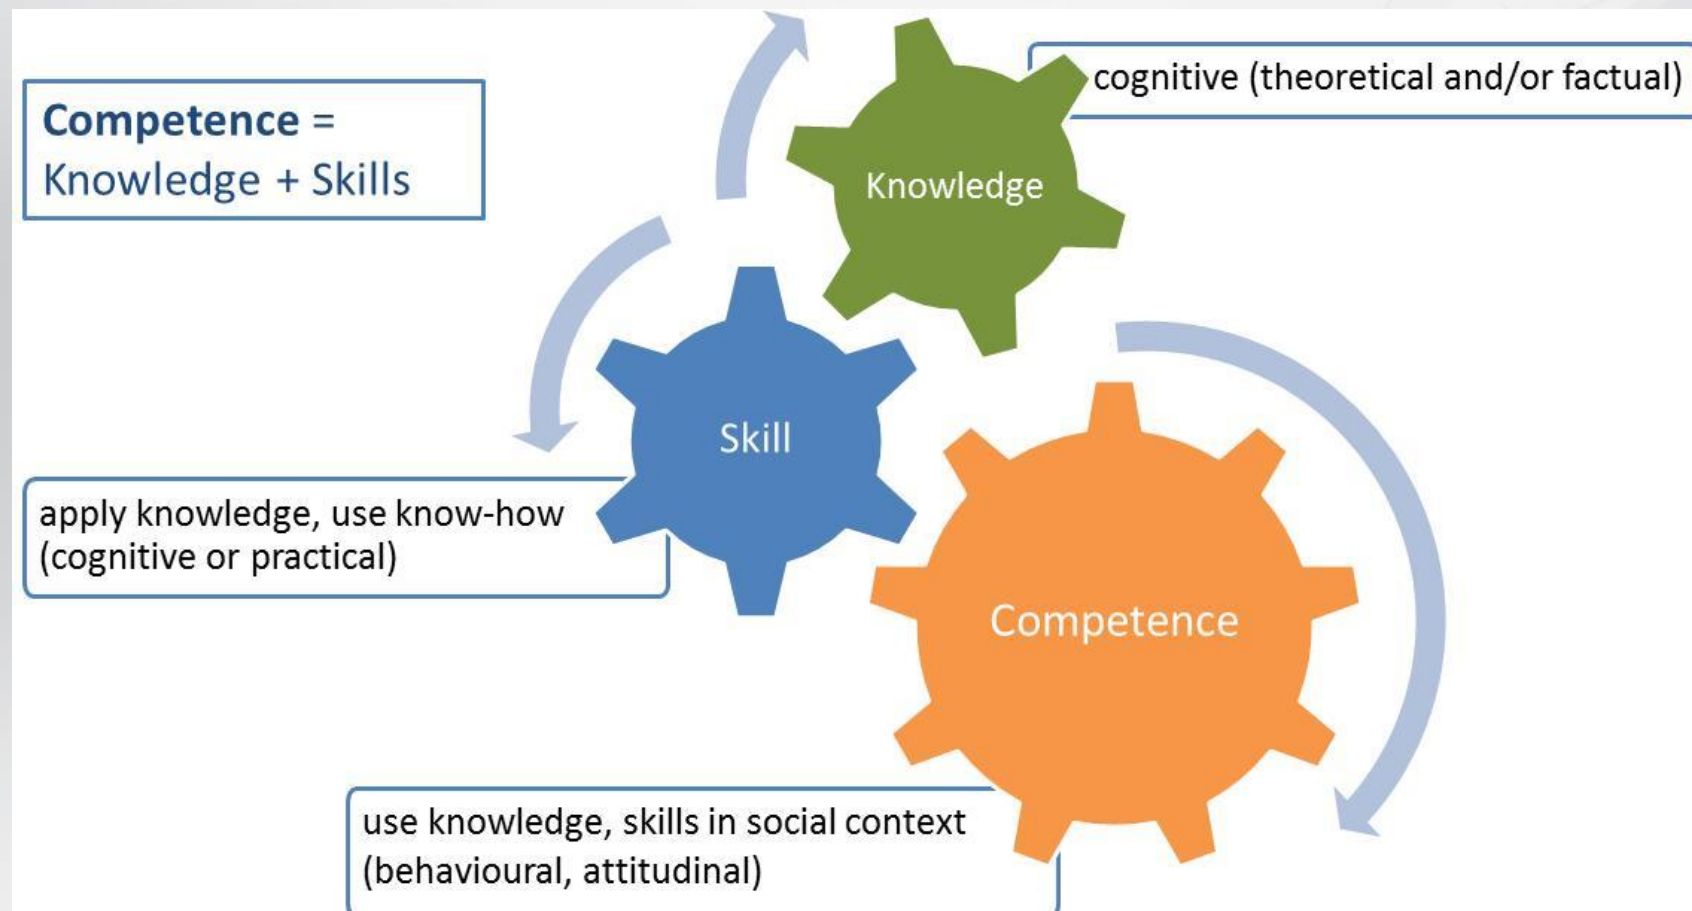 Competence =
Knowledge + Skills
cognitive (theoretical and/or factual)
Knowledge
Skill
apply knowledge, use know-how
(cognitive or practical)
Competence
use knowledge, skills in social context
(behavioural, attitudinal)